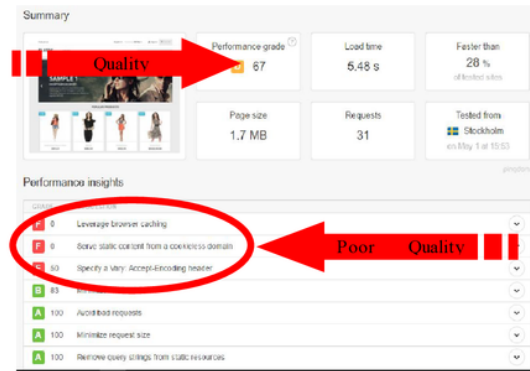 Summary
Performance grade
67
Load time
5.48 s
Faster than
28 %
of tested sites
Quality
SAMPLE 1
Page size
1.7 MB
Requests
31
Tested from
Stockholm
on May 1 at 15:53
Performance insights
F 0 Leverage browser caching
F 0 Serve static content from a cookieless domain
F 50 Specify a Vary: Accept-Encoding header
Poor Quality
B 85
A 100 Avoid bad requests
A 100 Minimize request size
A 100 Remove query strings from static resources